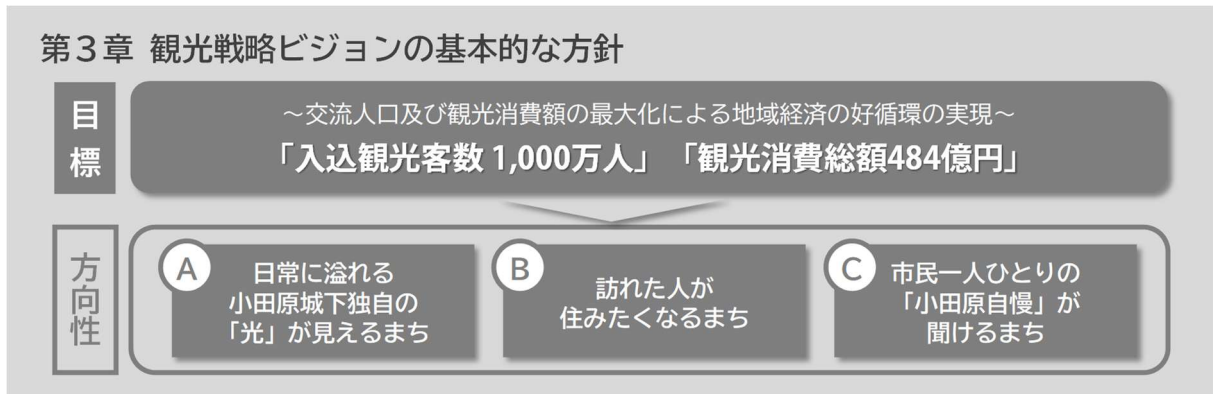 第３章 観光戦略ビジョンの基本的な方針
目標
～交流人口及び観光消費額の最大化による地域経済の好循環の実現～
「入込観光客数 1,000万人」「観光消費総額484億円」
方向性
A
日常に溢れる
小田原城下独自の
「光」が見えるまち
B
訪れた人が
住みたくなるまち
C
市民一人ひとりの
「小田原自慢」が
聞けるまち